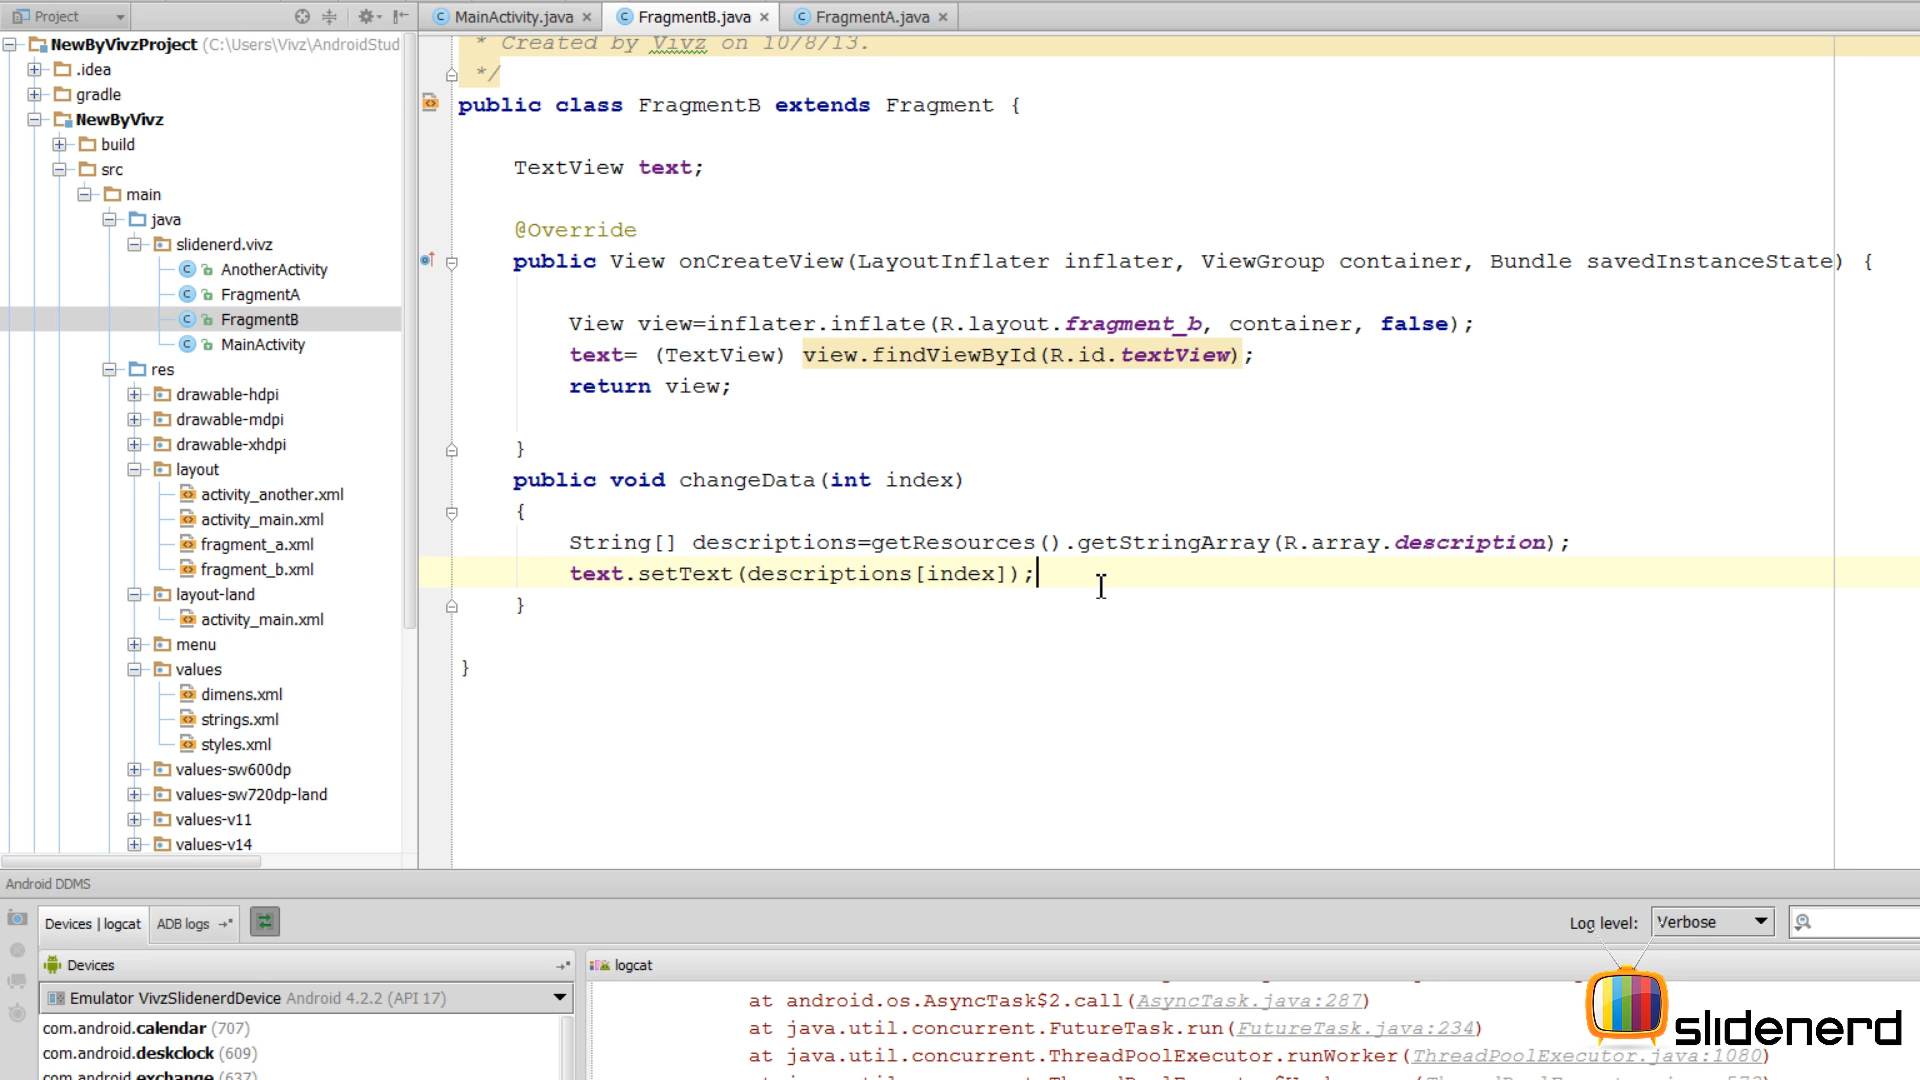 Project
MainActivity.java
FragmentB.java
FragmentA.java
NewByVivzProject (C:\Users\Vivz\AndroidStud
.idea
gradle
NewByVivz
build
src
main
java
slidenerd.vivz
AnotherActivity
FragmentA
FragmentB
MainActivity
res
drawable-hdpi
drawable-mdpi
drawable-xhdpi
layout
activity_another.xml
activity_main.xml
fragment_a.xml
fragment_b.xml
layout-land
activity_main.xml
menu
values
dimens.xml
strings.xml
styles.xml
values-sw600dp
values-sw720dp-land
values-v11
values-v14
* Created by Vivz on 10/8/13.
*/
public class FragmentB extends Fragment {
TextView text;
@Override
public View onCreateView(LayoutInflater inflater, ViewGroup container, Bundle savedInstanceState) {
View view=inflater.inflate(R.layout.fragment_b, container, false);
text= (TextView) view.findViewById(R.id.textView);
return view;
}
public void changeData(int index)
{
String[] descriptions=getResources().getStringArray(R.array.description);
text.setText(descriptions[index]);
}
}
Android DDMS
Devices | logcat
ADB logs
Log level:
Verbose
Devices
logcat
Emulator VivzSlidenerdDevice Android 4.2.2 (API 17)
com.android.calendar (707)
com.android.deskclock (609)
com.android.exchange (637)
at android.os.AsyncTask$2.call(AsyncTask.java:287)
at java.util.concurrent.FutureTask.run(FutureTask.java:234)
at java.util.concurrent.ThreadPoolExecutor.runWorker(ThreadPoolExecutor.java:1080)
slidenerd